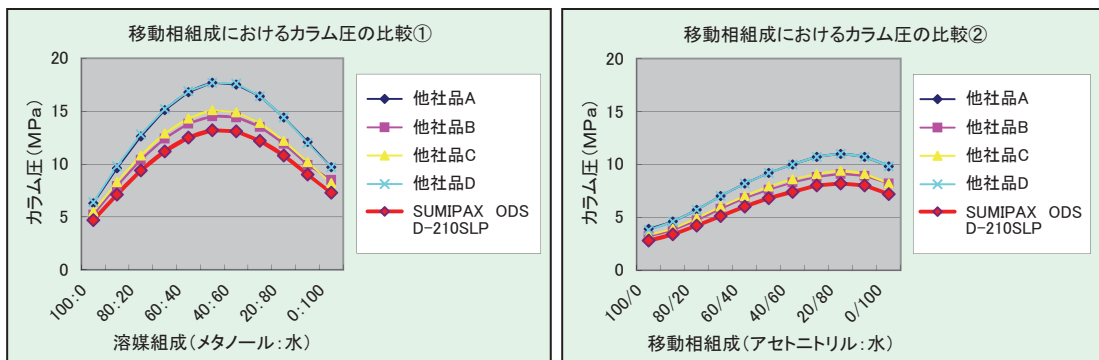 移動相組成におけるカラム圧の比較①
カラム圧(MPa)
20
15
10
5
0
100:0
80:20
60:40
40:60
20:80
0:100
溶媒組成(メタノール:水)
他社品A
他社品B
他社品C
他社品D
SUMIPAX ODS
D-210SLP
移動相組成におけるカラム圧の比較②
カラム圧(MPa)
20
15
10
5
0
100/0
80/20
60/40
40/60
20/80
0/100
移動相組成(アセトニトリル:水)
他社品A
他社品B
他社品C
他社品D
SUMIPAX ODS
D-210SLP